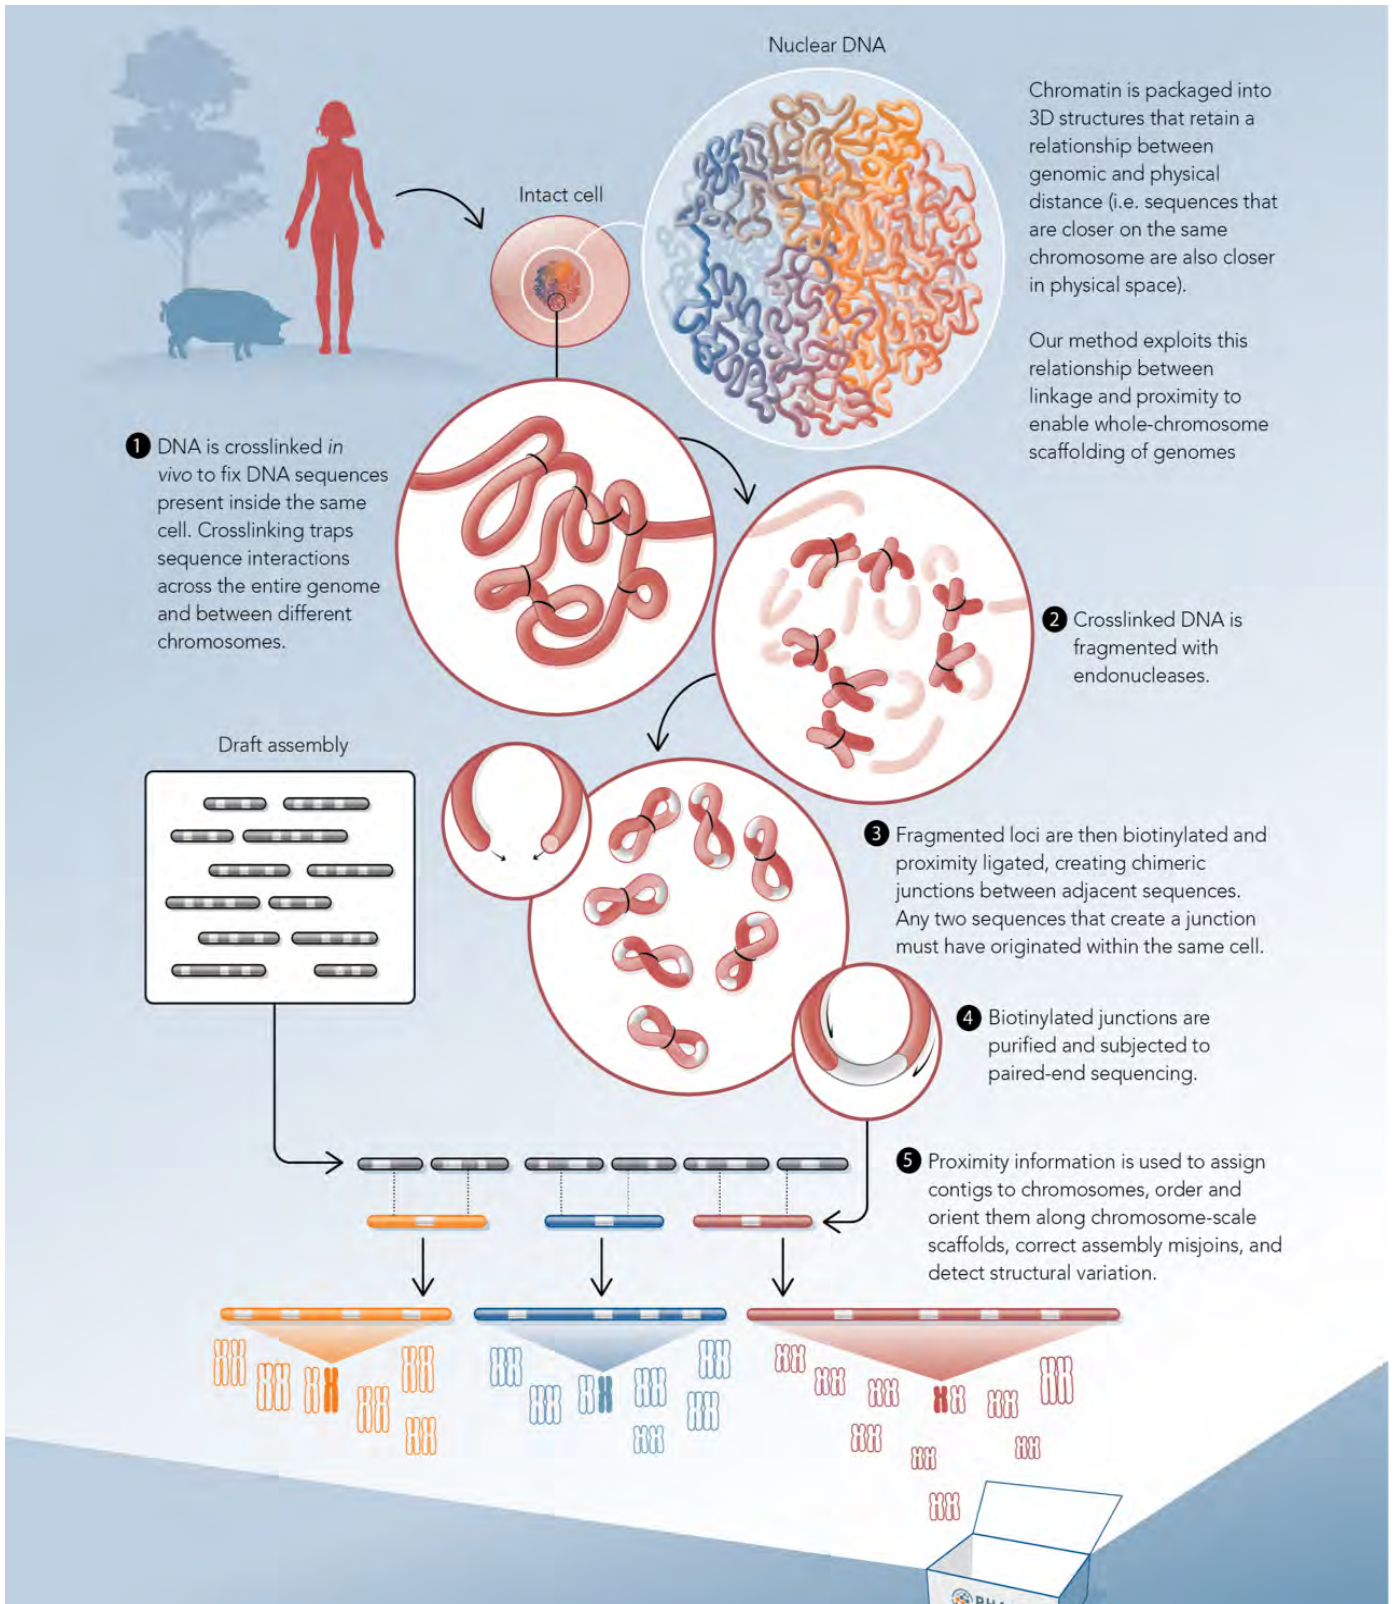 Nuclear DNA
Chromatin is packaged into
3D structures that retain a
relationship between
genomic and physical
distance (i.e. sequences that
are closer on the same
chromosome are also closer
in physical space).
Our method exploits this
relationship between
linkage and proximity to
enable whole-chromosome
scaffolding of genomes
Intact cell
1 DNA is crosslinked in
vivo to fix DNA sequences
present inside the same
cell. Crosslinking traps
sequence interactions
across the entire genome
and between different
chromosomes.
2 Crosslinked DNA is
fragmented with
endonucleases.
Draft assembly
3 Fragmented loci are then biotinylated and
proximity ligated, creating chimeric
junctions between adjacent sequences.
Any two sequences that create a junction
must have originated within the same cell.
4 Biotinylated junctions are
purified and subjected to
paired-end sequencing.
5 Proximity information is used to assign
contigs to chromosomes, order and
orient them along chromosome-scale
scaffolds, correct assembly misjoins, and
detect structural variation.